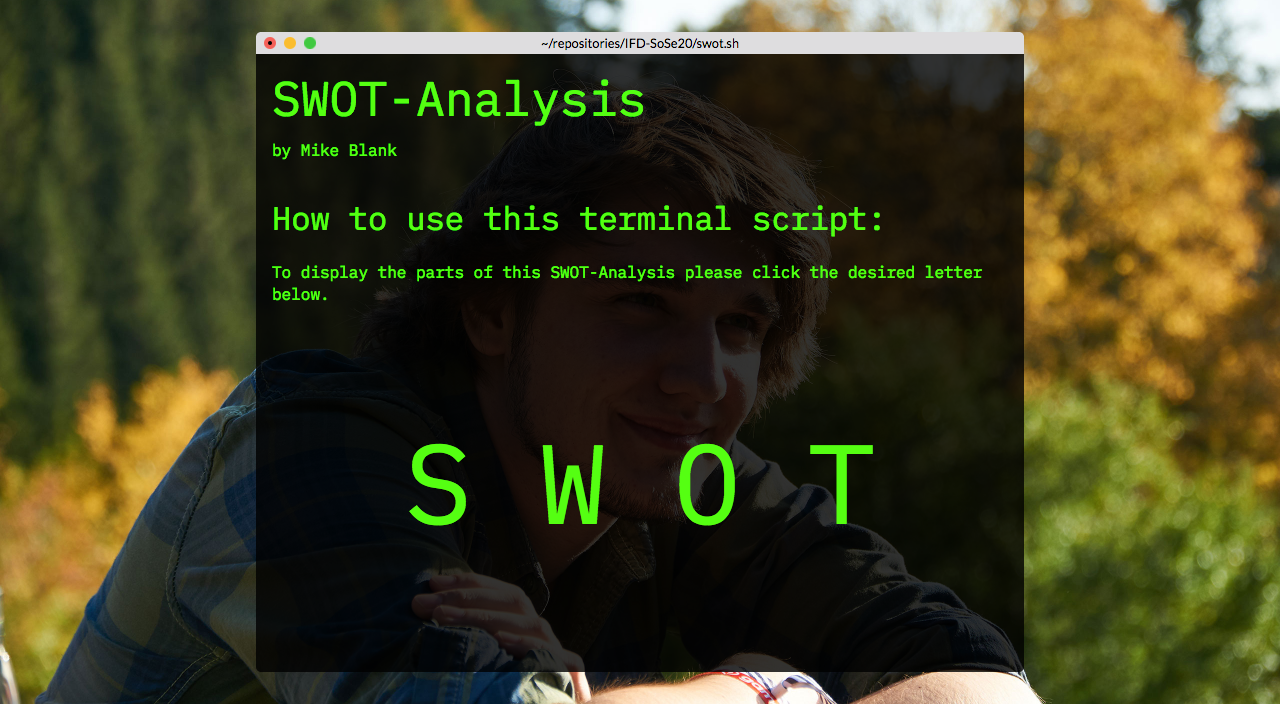 ~/repositories/IFD-SoSe20/swot.sh
SWOT-Analysis
by Mike Blank
How to use this terminal script:
To display the parts of this SWOT-Analysis please click the desired letter
below.
S W O T